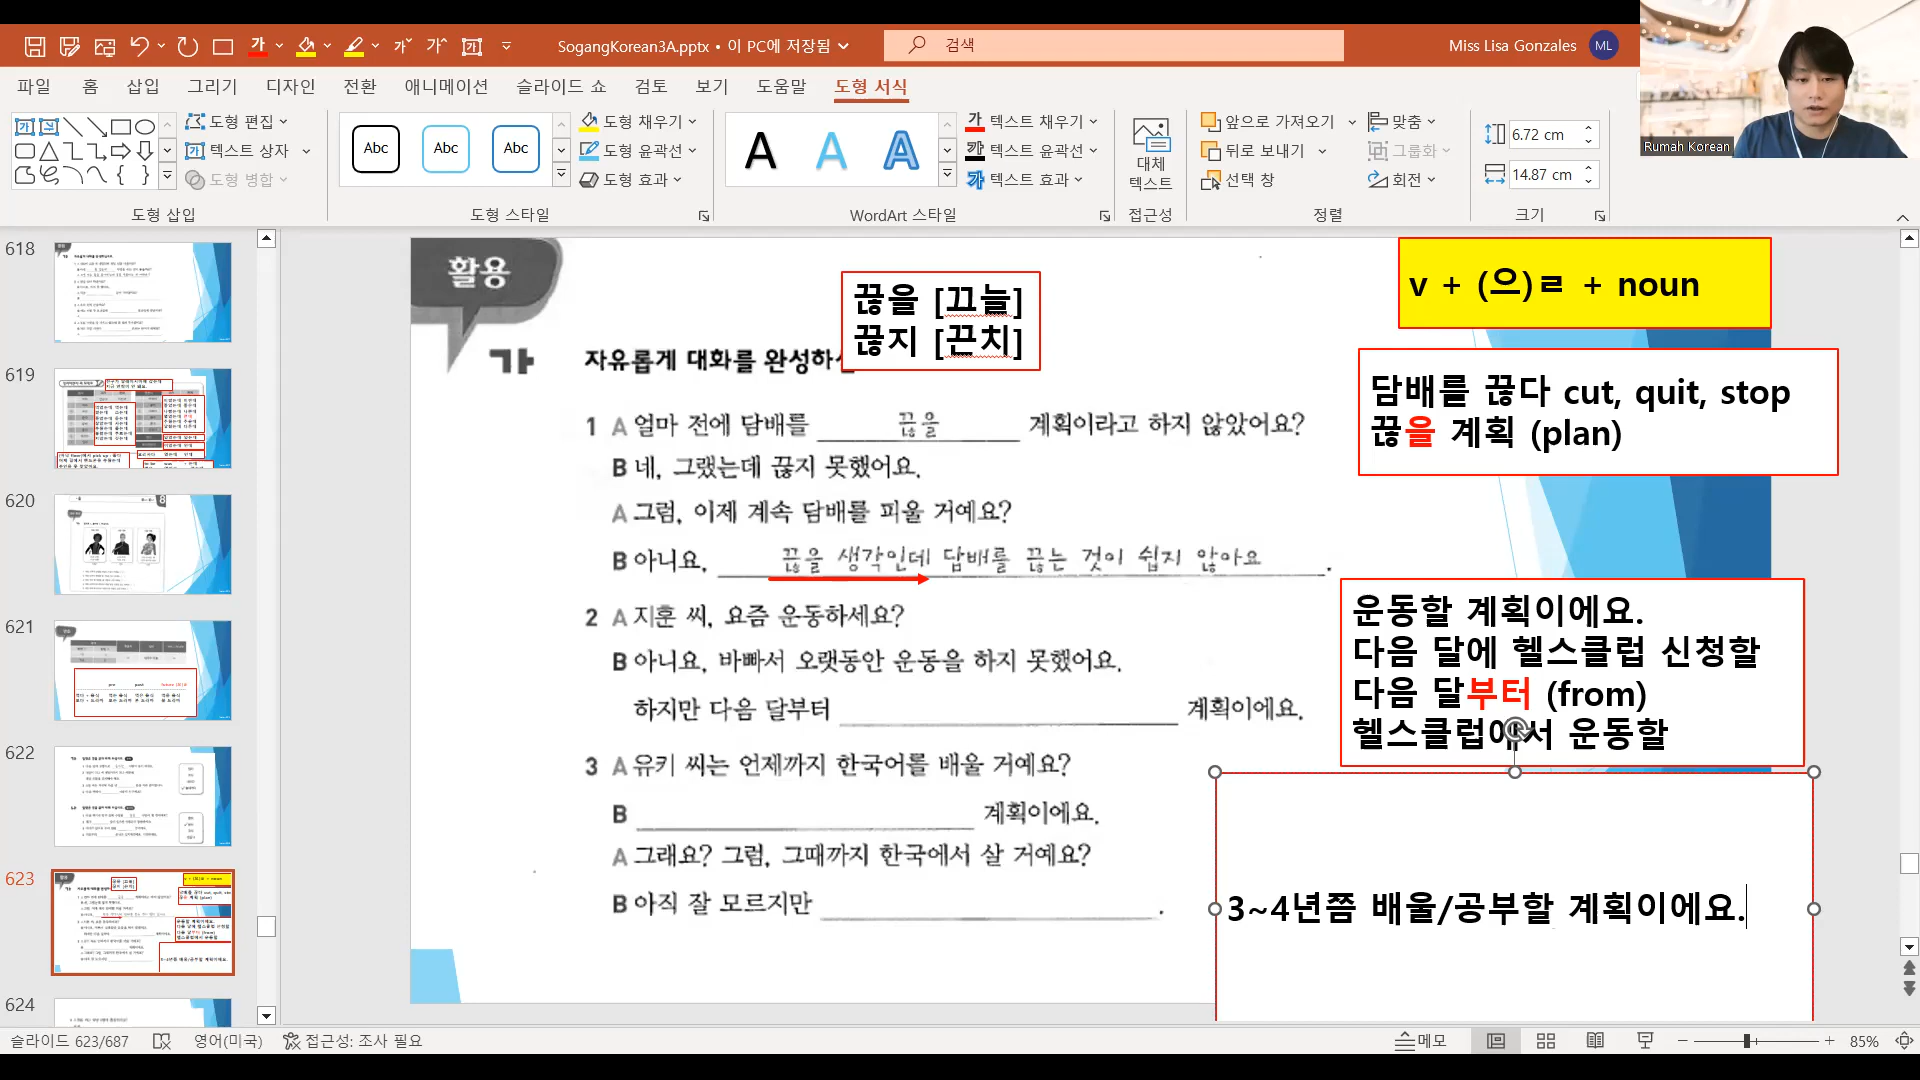 SogangKorean3A.pptx • 이 PC에 저장됨
검색
Miss Lisa Gonzales
ML
파일 홈 삽입 그리기 디자인 전환 애니메이션 슬라이드 쇼 검토 보기 도움말 도형 서식
도형 편집
텍스트 상자
도형 병합
도형 삽입
Abc Abc Abc
도형 채우기
도형 윤곽선
도형 효과
도형 스타일
A A A
텍스트 채우기
텍스트 윤곽선
텍스트 효과
WordArt 스타일
대체
텍스트
접근성
앞으로 가져오기
뒤로 보내기
선택 창
맞춤
그룹화
회전
정렬
6.72 cm
14.87 cm
크기
Rumah Korean
618
619
620
621
622
623
624
활용
끊을 [끄늘]
끊지 [끈치]
v + (으)ㄹ + noun
가 자유롭게 대화를 완성하
담배를 끊다 cut, quit, stop
끊을 계획 (plan)
1 A 얼마 전에 담배를 끊을 계획이라고 하지 않았어요?
B 네, 그랬는데 끊지 못했어요.
A 그럼, 이제 계속 담배를 피울 거예요?
B 아니요, 끊을 생각인데 담배를 끊는 것이 쉽지 않아요.
2 A 지훈 씨, 요즘 운동하세요?
B 아니요, 바빠서 오랫동안 운동을 하지 못했어요.
하지만 다음 달부터 계획이에요.
운동할 계획이에요.
다음 달에 헬스클럽 신청할
다음 달부터 (from)
헬스클럽에서 운동할
3 A 유키 씨는 언제까지 한국어를 배울 거예요?
B 계획이에요.
A 그래요? 그럼, 그때까지 한국에서 살 거예요?
B 아직 잘 모르지만 .
3~4년쯤 배울/공부할 계획이에요.
슬라이드 623/687
영어(미국)
접근성: 조사 필요
메모
85%